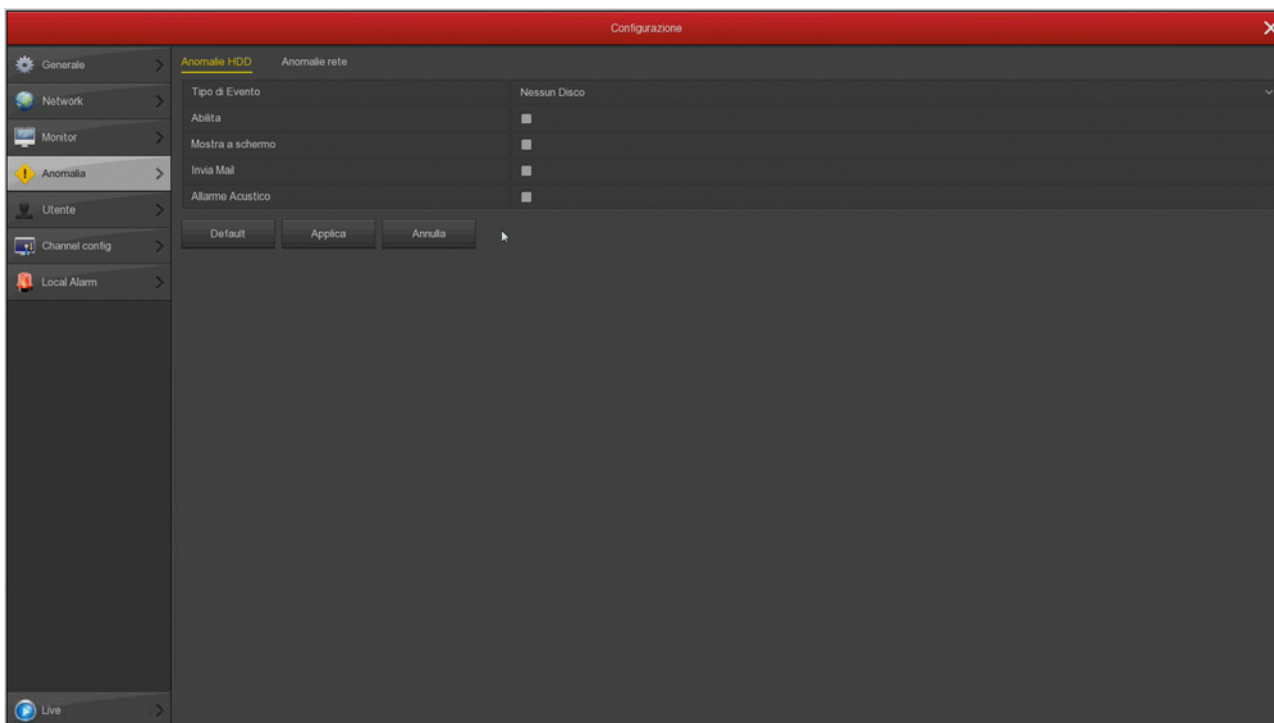 Configurazione
Generale
Network
Monitor
Anomalia
Utente
Channel config
Local Alarm
Live
Anomalie HDD
Anomalie rete
Tipo di Evento
Nessun Disco
Abilita
Mostra a schermo
Invia Mail
Allarme Acustico
Default
Applica
Annulla